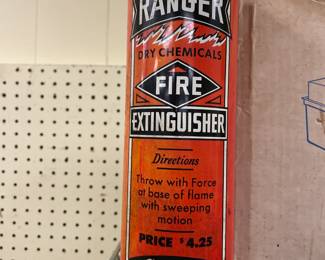 RANGER
DRY CHEMICALS
FIRE
EXTINGUISHER
Directions
Throw with Force
at base of flame
with sweeping
motion
PRICE $4.25